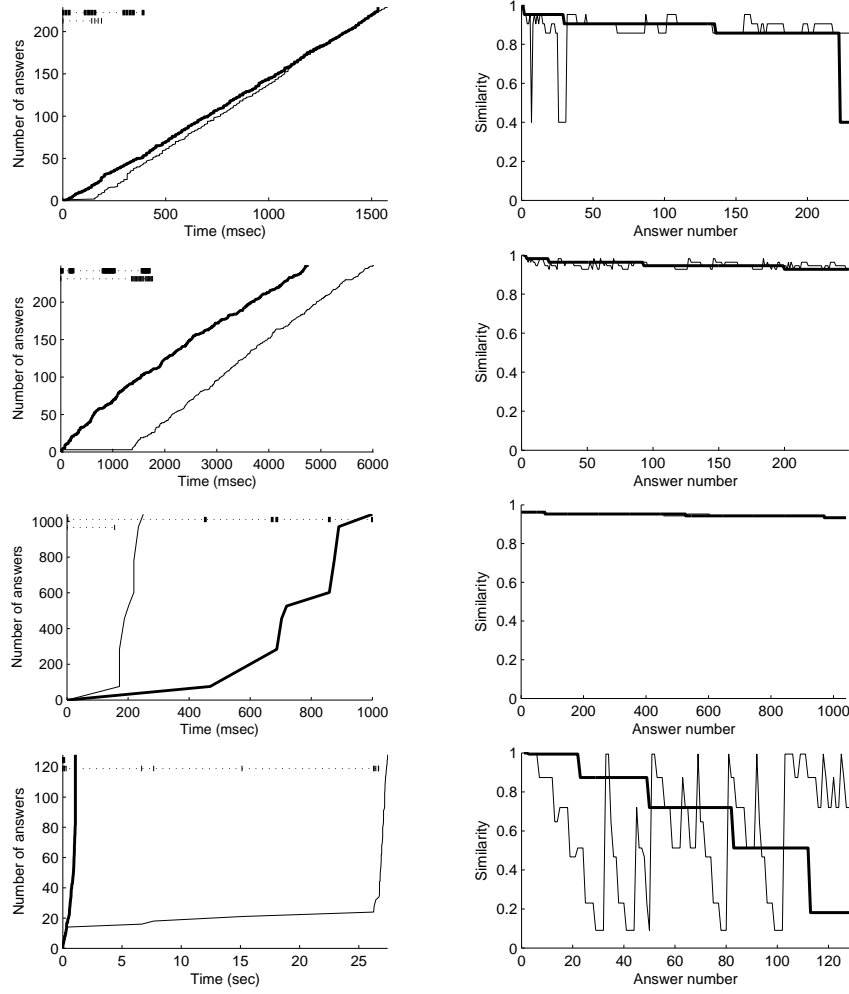 200
150
100
50
0
Number of answers
0 500 1000 1500
Time (msec)
1
0.8
0.6
0.4
0.2
0
Similarity
0 50 100 150 200
Answer number
200
150
100
50
0
Number of answers
0 1000 2000 3000 4000 5000 6000
Time (msec)
1
0.8
0.6
0.4
0.2
0
Similarity
0 50 100 150 200
Answer number
1000
800
600
400
200
0
Number of answers
0 200 400 600 800 1000
Time (msec)
1
0.8
0.6
0.4
0.2
0
Similarity
0 200 400 600 800 1000
Answer number
120
100
80
60
40
20
0
Number of answers
0 5 10 15 20 25
Time (sec)
1
0.8
0.6
0.4
0.2
0
Similarity
0 20 40 60 80 100 120
Answer number